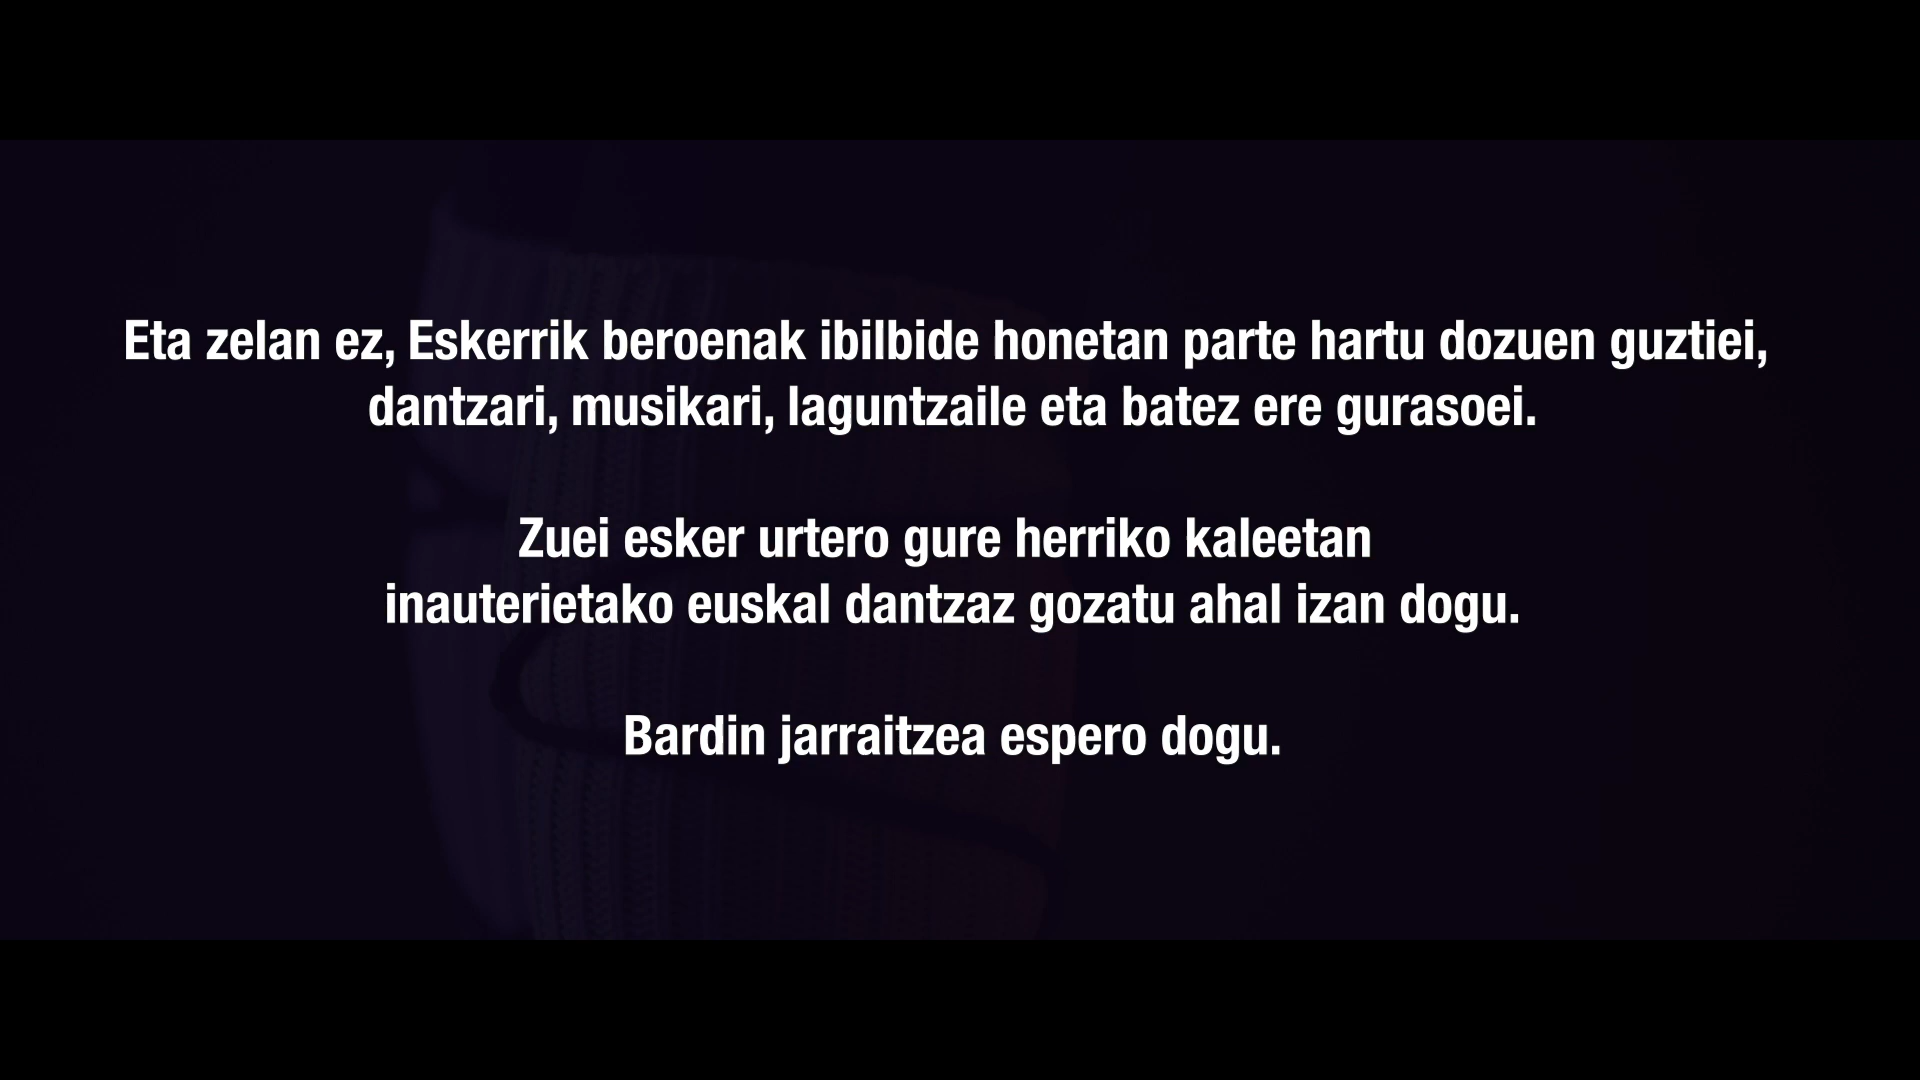 Eta zelan ez, Eskerrik beroenak ibilbide honetan parte hartu dozuen guztiei,
dantzari, musikari, laguntzaile eta batez ere gurasoei.
Zuei esker urtero gure herriko kaleetan
inauterietako euskal dantzaz gozatu ahal izan dogu.
Bardin jarraitzea espero dogu.